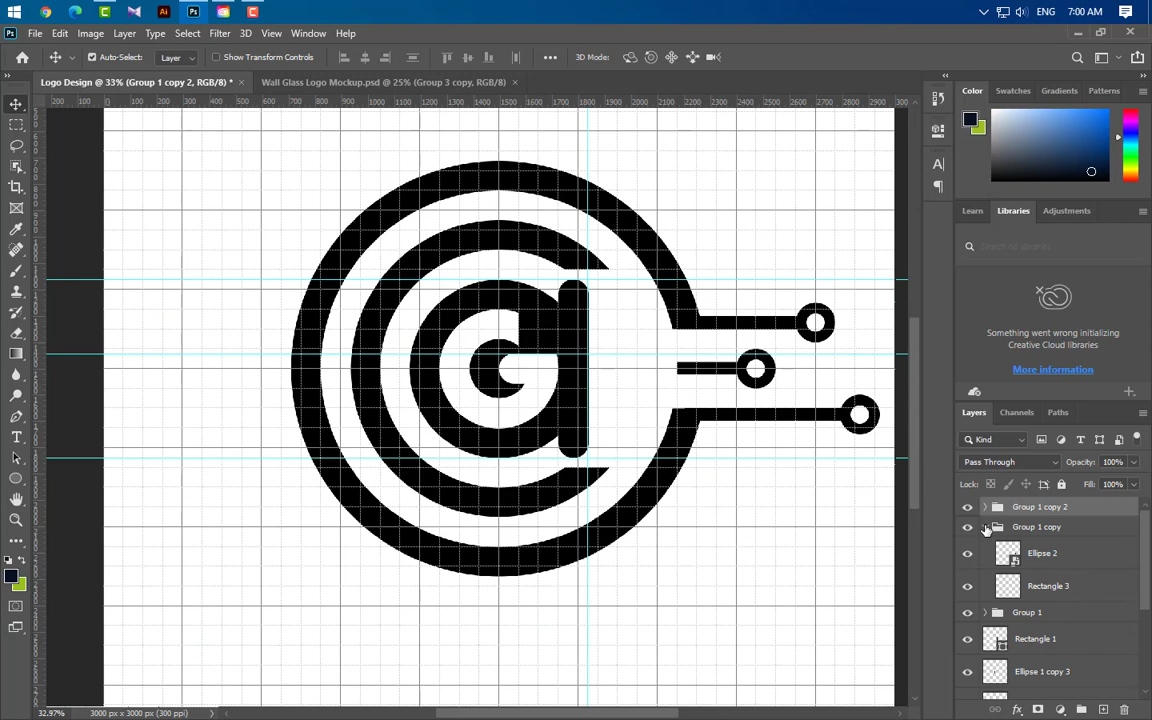 ENG 7:00 AM
Ps File Edit Image Layer Type Select Filter 3D View Window Help
Auto-Select: Layer Show Transform Controls 3D Mode:
Logo Design @ 33% (Group 1 copy 2, RGB/8) * × Wall Glass Logo Mockup.psd @ 25% (Group 3 copy, RGB/8) ×
Color Swatches Gradients Patterns
Learn Libraries Adjustments
Search all libraries
Something went wrong initializing
Creative Cloud libraries
More information
Layers Channels Paths
Kind
Pass Through Opacity: 100%
Lock: Fill: 100%
Group 1 copy 2
Group 1 copy
Ellipse 2
Rectangle 3
Group 1
Rectangle 1
Ellipse 1 copy 3
32.97% 3000 px x 3000 px (300 ppi)